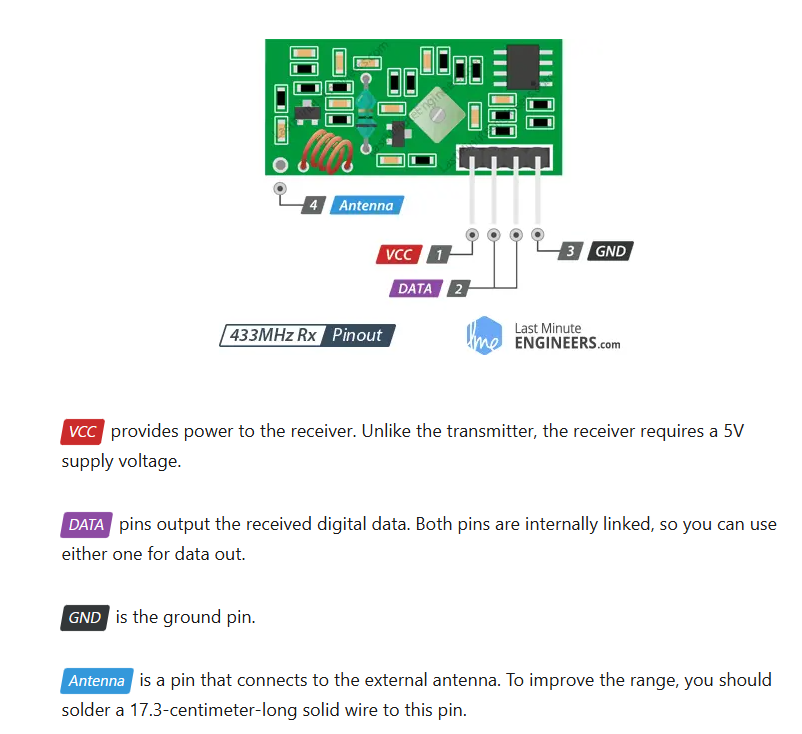 4 Antenna
VCC 1
3 GND
DATA 2
433MHz Rx Pinout
lme Last Minute
ENGINEERS.com
VCC provides power to the receiver. Unlike the transmitter, the receiver requires a 5V
supply voltage.
DATA pins output the received digital data. Both pins are internally linked, so you can use
either one for data out.
GND is the ground pin.
Antenna is a pin that connects to the external antenna. To improve the range, you should
solder a 17.3-centimeter-long solid wire to this pin.